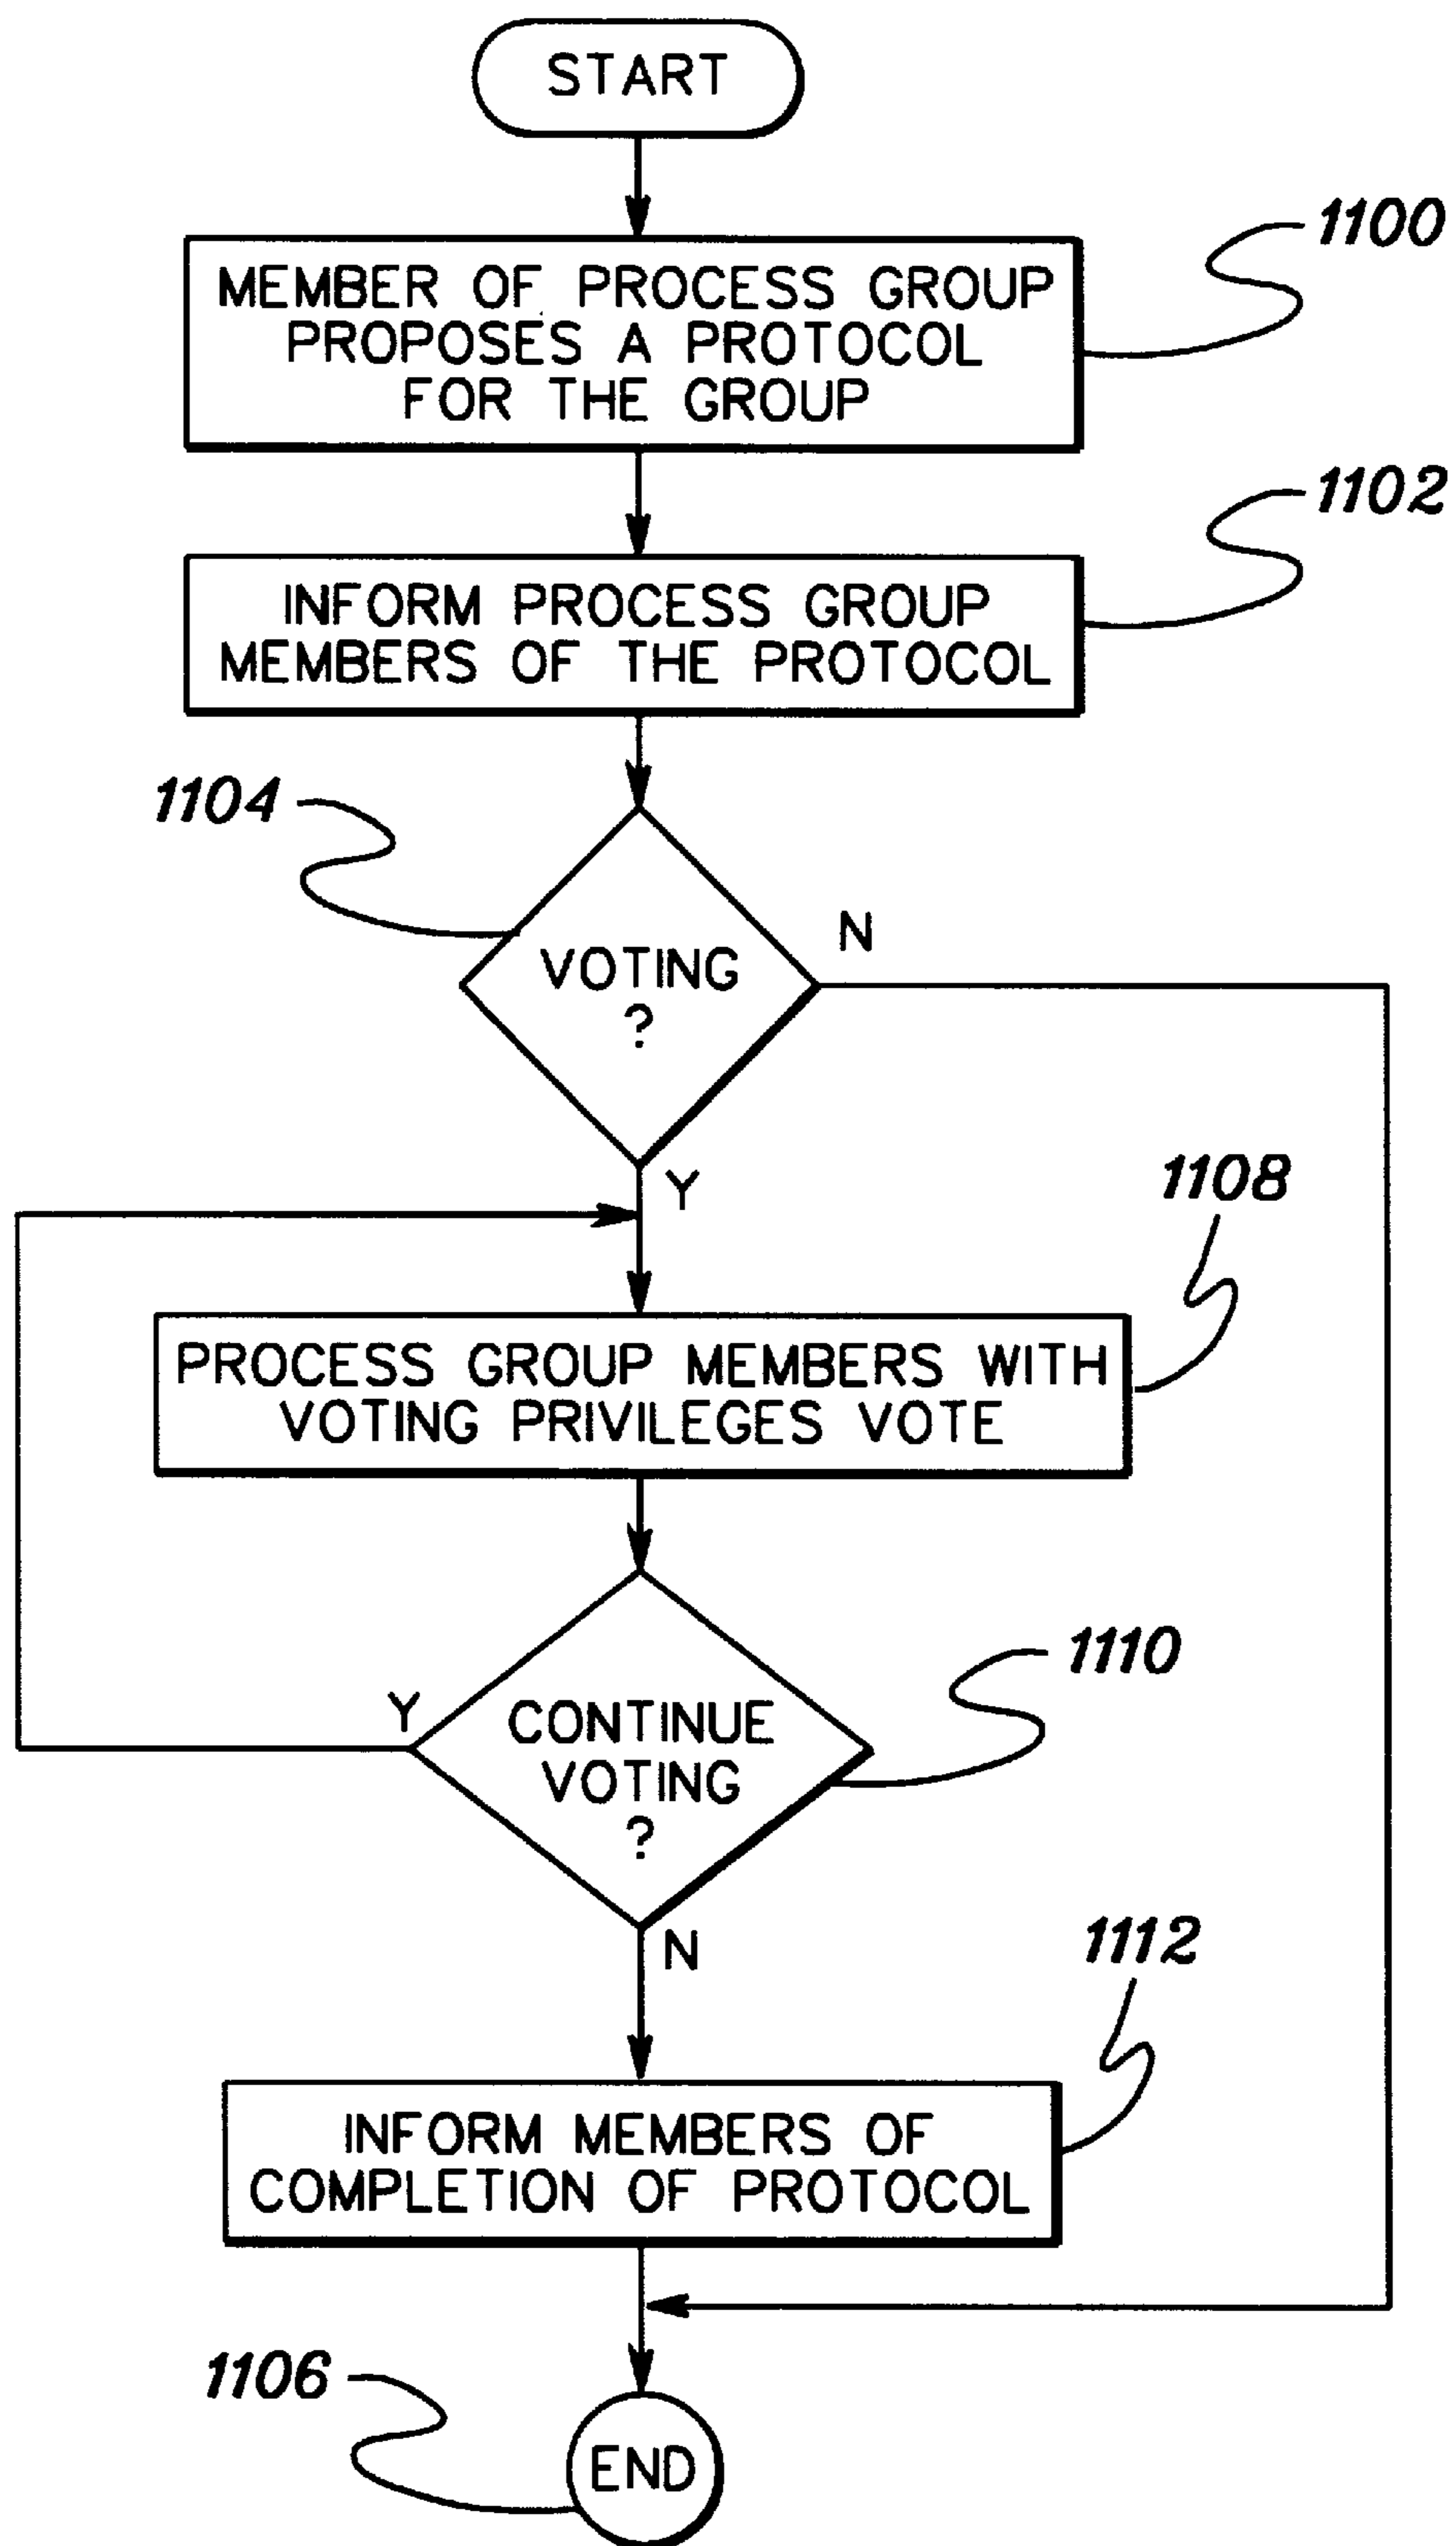 START
1100
MEMBER OF PROCESS GROUP
PROPOSES A PROTOCOL
FOR THE GROUP
1102
INFORM PROCESS GROUP
MEMBERS OF THE PROTOCOL
1104
N
VOTING
?
Y
1108
PROCESS GROUP MEMBERS WITH
VOTING PRIVILEGES VOTE
1110
Y
CONTINUE
VOTING
?
N
1112
INFORM MEMBERS OF
COMPLETION OF PROTOCOL
1106
END